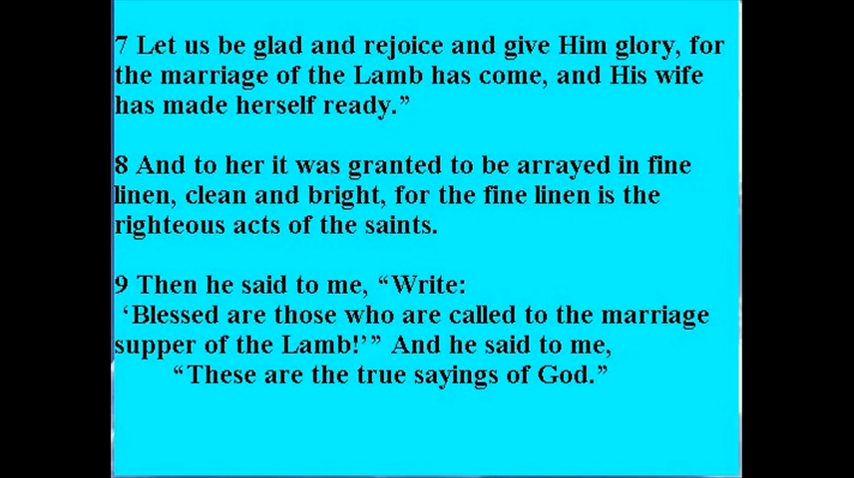 7 Let us be glad and rejoice and give Him glory, for
the marriage of the Lamb has come, and His wife
has made herself ready.”
8 And to her it was granted to be arrayed in fine
linen, clean and bright, for the fine linen is the
righteous acts of the saints.
9 Then he said to me, “Write:
‘Blessed are those who are called to the marriage
supper of the Lamb!’” And he said to me,
“These are the true sayings of God.”